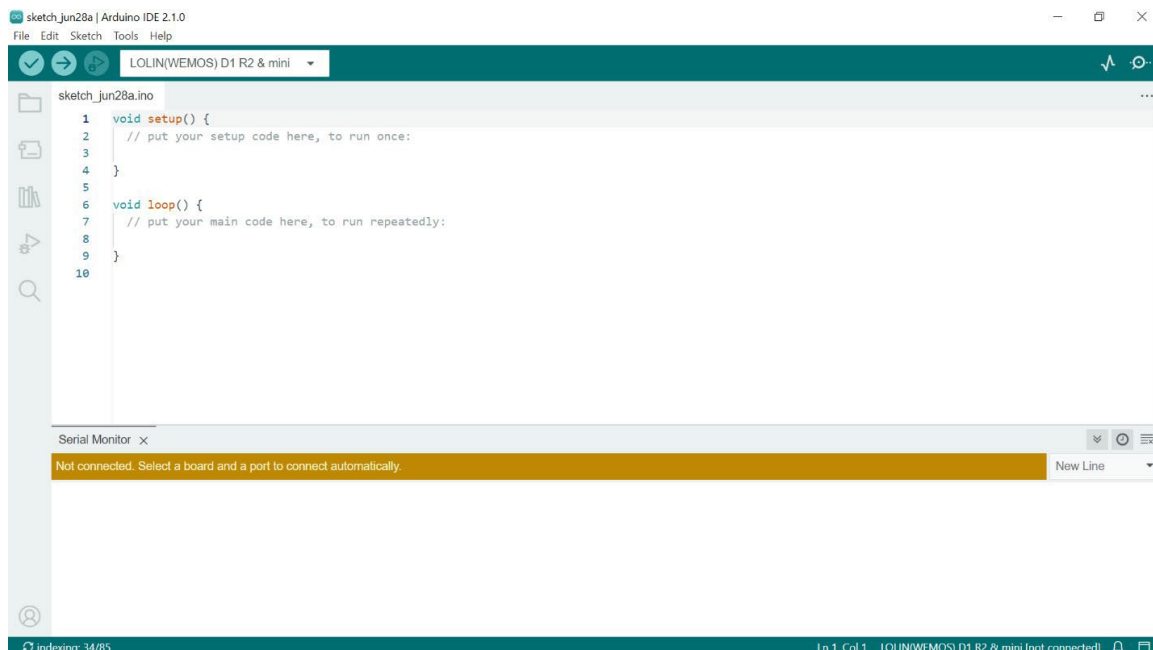 sketch_jun28a | Arduino IDE 2.1.0
File Edit Sketch Tools Help
LOLIN(WEMOS) D1 R2 & mini
sketch_jun28a.ino
1 void setup() {
2 // put your setup code here, to run once:
3
4 }
5
6 void loop() {
7 // put your main code here, to run repeatedly:
8
9 }
10
Serial Monitor
Not connected. Select a board and a port to connect automatically.
New Line
indexing: 34/85
Ln 1, Col 1 LOLIN(WEMOS) D1 R2 & mini [not connected]